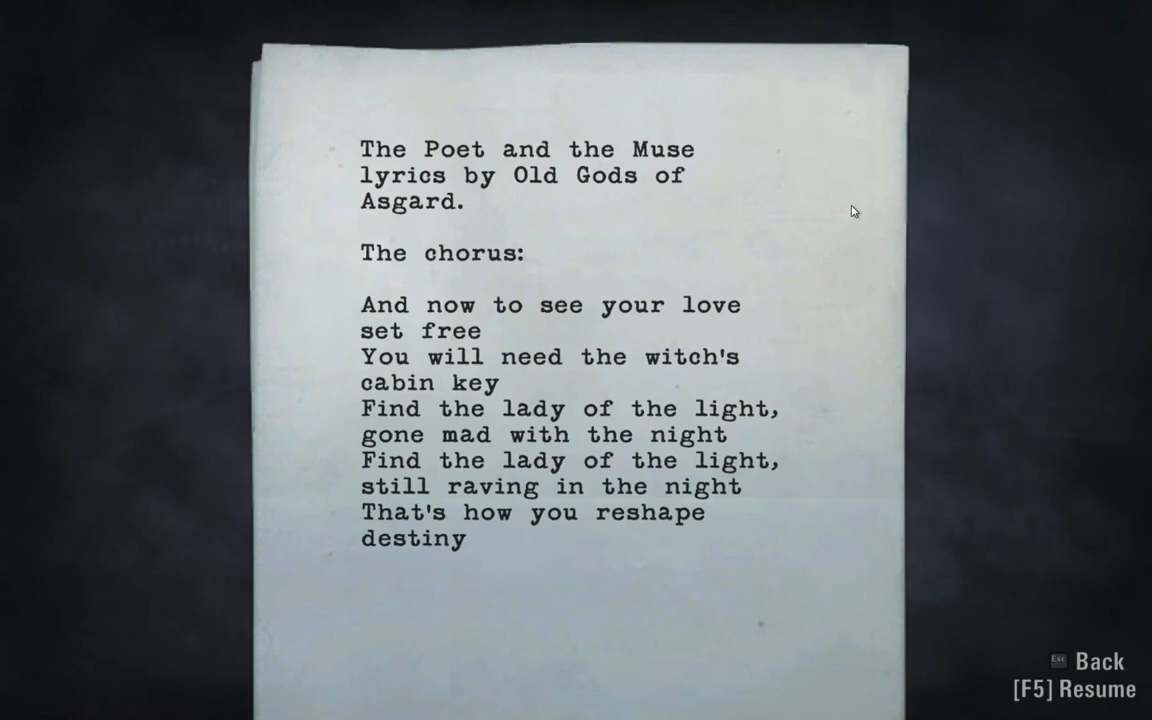 The Poet and the Muse
lyrics by Old Gods of
Asgard.
The chorus:
And now to see your love
set free
You will need the witch's
cabin key
Find the lady of the light,
gone mad with the night
Find the lady of the light,
still raving in the night
That's how you reshape
destiny
Esc Back
[F5] Resume